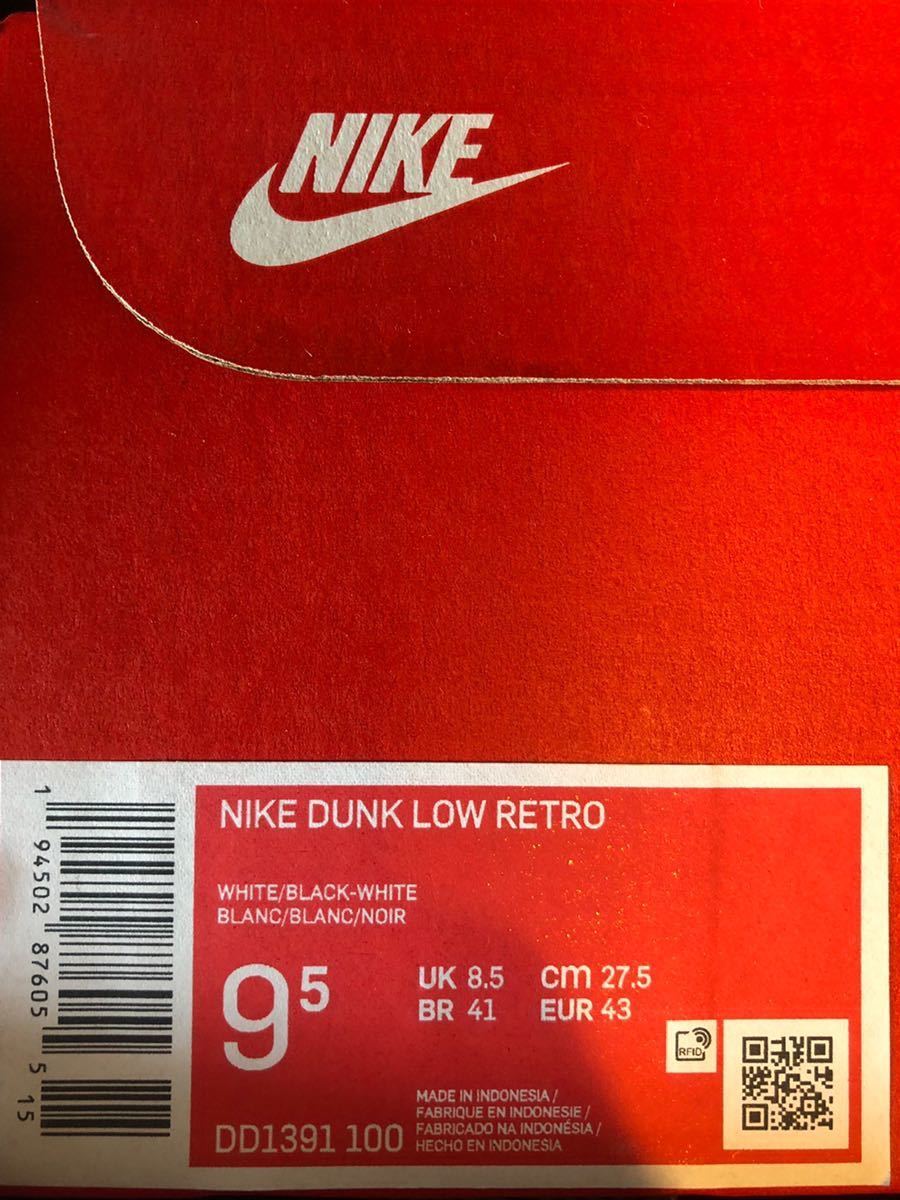 NIKE
NIKE DUNK LOW RETRO
WHITE/BLACK-WHITE
BLANC/BLANC/NOIR
9⁵
UK 8.5 cm 27.5
BR 41 EUR 43
RFID
MADE IN INDONESIA /
FABRIQUE EN INDONESIE /
FABRICADO NA INDONÉSIA /
HECHO EN INDONESIA
DD1391 100
1 94502 87605 5 15